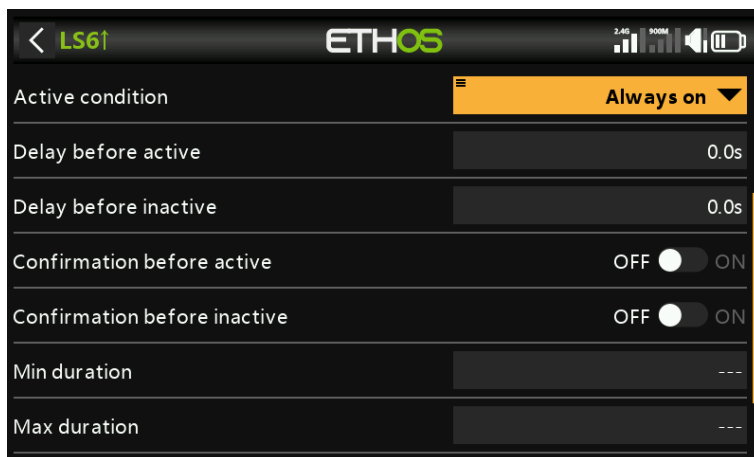 LS6↑ ETHOS 2.4G 900M
Active condition Always on
Delay before active 0.0s
Delay before inactive 0.0s
Confirmation before active OFF ON
Confirmation before inactive OFF ON
Min duration ---
Max duration ---